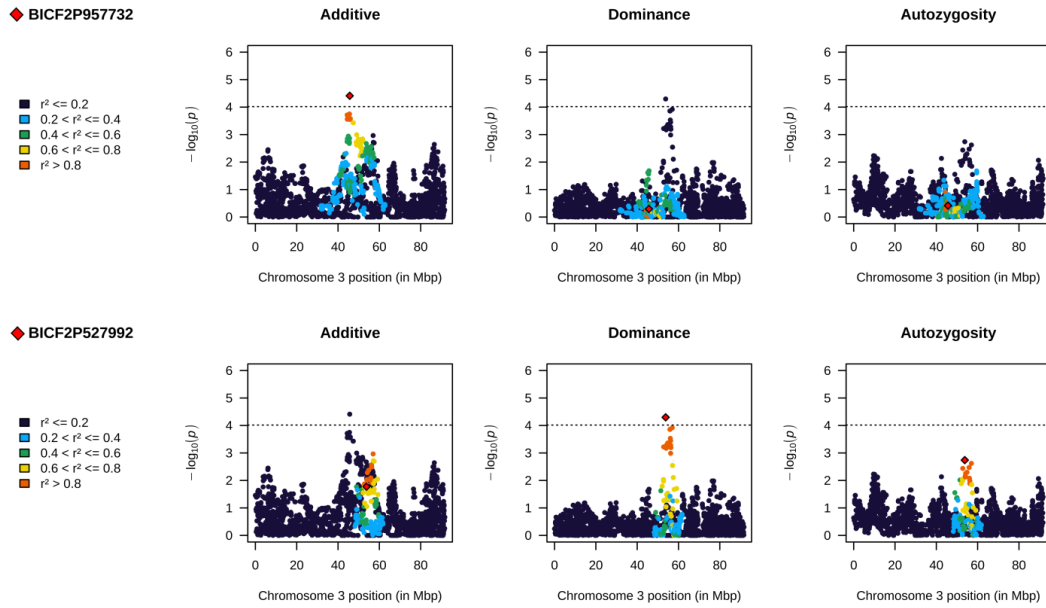 BICF2P957732
Additive
Dominance
Autozygosity
r² <= 0.2
0.2 < r² <= 0.4
0.4 < r² <= 0.6
0.6 < r² <= 0.8
r² > 0.8
− log10(p)
6
5
4
3
2
1
0
0 20 40 60 80
Chromosome 3 position (in Mbp)
− log10(p)
6
5
4
3
2
1
0
0 20 40 60 80
Chromosome 3 position (in Mbp)
− log10(p)
6
5
4
3
2
1
0
0 20 40 60 80
Chromosome 3 position (in Mbp)
BICF2P527992
Additive
Dominance
Autozygosity
r² <= 0.2
0.2 < r² <= 0.4
0.4 < r² <= 0.6
0.6 < r² <= 0.8
r² > 0.8
− log10(p)
6
5
4
3
2
1
0
0 20 40 60 80
Chromosome 3 position (in Mbp)
− log10(p)
6
5
4
3
2
1
0
0 20 40 60 80
Chromosome 3 position (in Mbp)
− log10(p)
6
5
4
3
2
1
0
0 20 40 60 80
Chromosome 3 position (in Mbp)